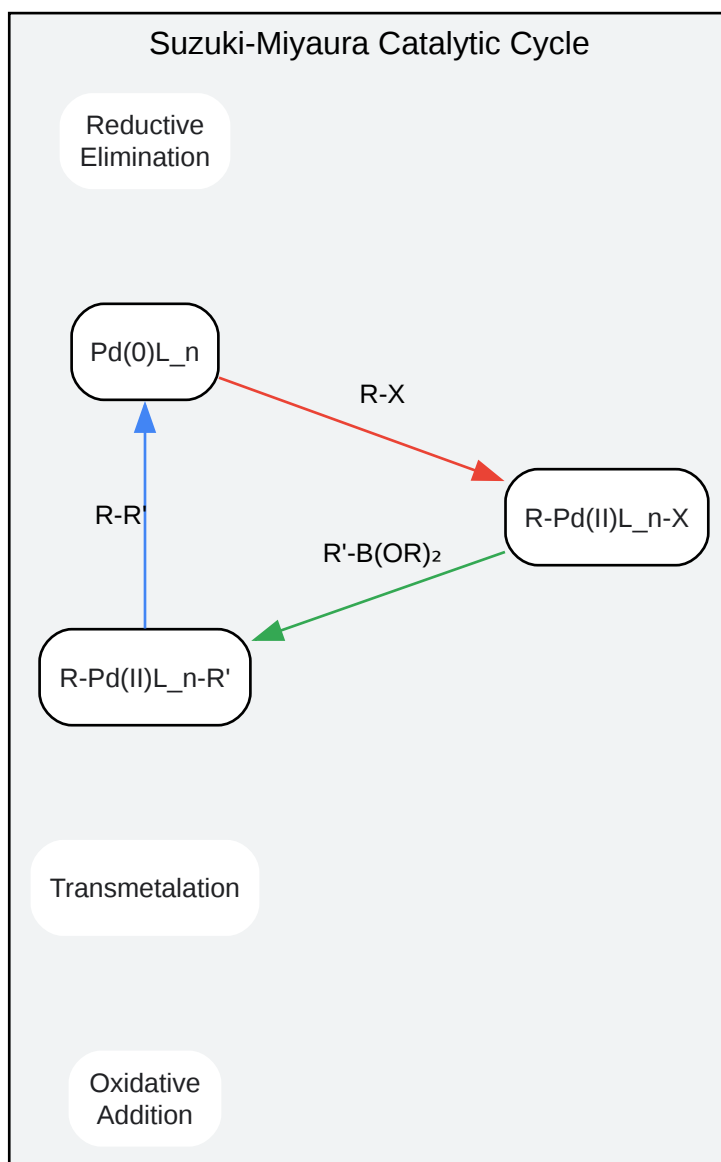 Suzuki-Miyaura Catalytic Cycle
Reductive
Elimination
Pd(0)L_n
R-X
R-Pd(II)L_n-X
R-R'
R'-B(OR)₂
R-Pd(II)L_n-R'
Transmetalation
Oxidative
Addition